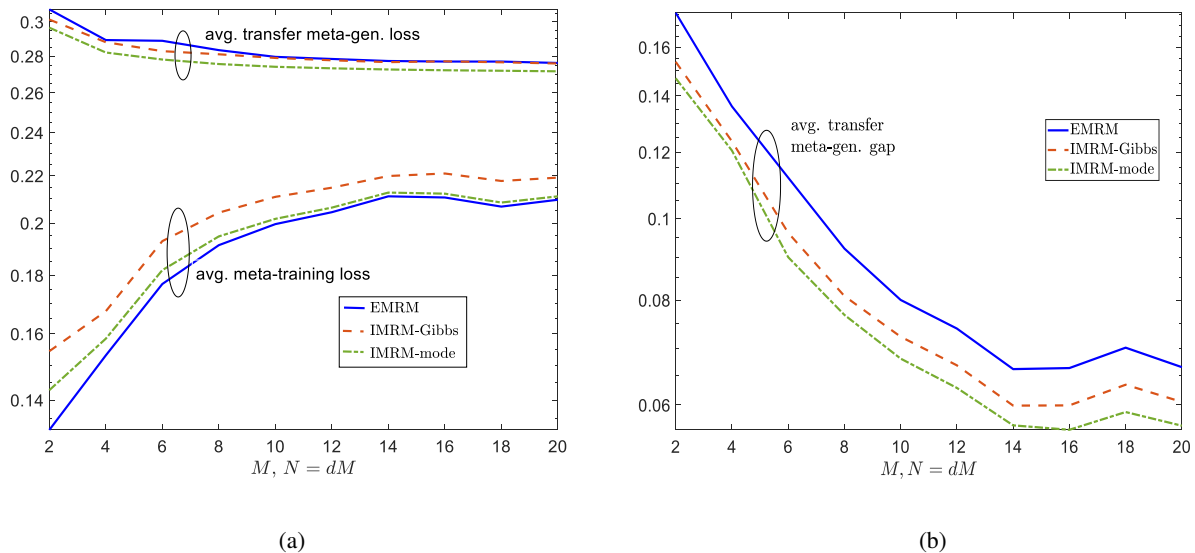 0.3
0.28
0.26
0.24
0.22
0.2
0.18
0.16
0.14
avg. transfer meta-gen. loss
avg. meta-training loss
EMRM
IMRM-Gibbs
IMRM-mode
2 4 6 8 10 12 14 16 18 20
M, N = dM
(a)
0.16
0.14
0.12
0.1
0.08
0.06
avg. transfer
meta-gen. gap
EMRM
IMRM-Gibbs
IMRM-mode
2 4 6 8 10 12 14 16 18 20
M, N = dM
(b)